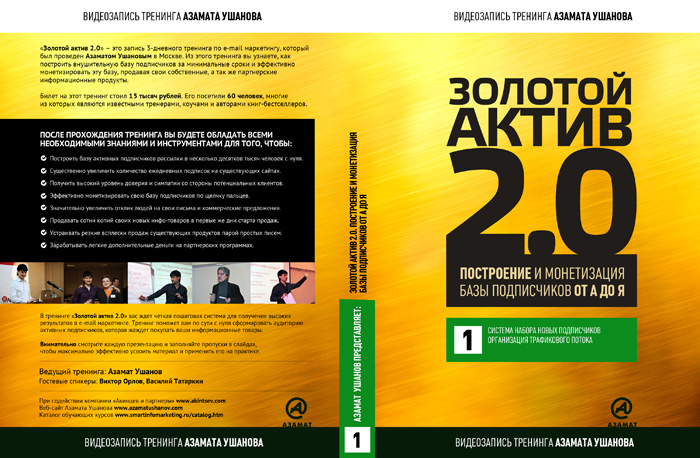 ВИДЕОЗАПИСЬ ТРЕНИНГА АЗАМАТА УШАНОВА
«Золотой актив 2.0» – это запись 3-дневного тренинга по e-mail маркетингу, который
был проведен Азаматом Ушановым в Москве. Из этого тренинга вы узнаете, как
построить внушительную базу подписчиков за минимальные сроки и эффективно
монетизировать эту базу, продавая свои собственные, а так же партнерские
информационные продукты.
Билет на этот тренинг стоил 15 тысяч рублей. Его посетили 60 человек, многие
из которых являются известными тренерами, коучами и авторами книг-бестселлеров.
ПОСЛЕ ПРОХОЖДЕНИЯ ТРЕНИНГА ВЫ БУДЕТЕ ОБЛАДАТЬ ВСЕМИ
НЕОБХОДИМЫМИ ЗНАНИЯМИ И ИНСТРУМЕНТАМИ ДЛЯ ТОГО, ЧТОБЫ:
Построить базу активных подписчиков рассылки в несколько десятков тысяч человек с нуля.
Существенно увеличить количество ежедневных подписок на существующих сайтах.
Получить высокий уровень доверия и симпатии со стороны потенциальных клиентов.
Эффективно монетизировать свою базу подписчиков по щелчку пальцев.
Значительно увеличить отклик людей на свои письма и коммерческие предложения.
Продавать сотни копий своих новых инфо-товаров в первые же дни старта продаж.
Устраивать резкие всплески продаж существующих продуктов парой простых писем.
Зарабатывать легкие дополнительные деньги на партнерских программах.
В тренинге «Золотой актив 2.0» вас ждет четкая пошаговая система для получения высоких
результатов в e-mail маркетинге. Тренинг поможет вам по сути с нуля сформировать аудиторию
активных подписчиков, которая жаждет покупать ваши информационные товары.
Внимательно смотрите каждую презентацию и заполняйте пропуски в слайдах,
чтобы максимально эффективно усвоить материал и применить его на практике.
Ведущий тренинга: Азамат Ушанов
Гостевые спикеры: Виктор Орлов, Василий Татаркин
При содействии компании «Акинцев и партнеры» www.akintsev.com
Веб-сайт Азамата Ушанова www.azamatushanov.com
Каталог обучающих курсов www.smartinfomarketing.ru/catalog.htm
АЗАМАТ
ВИДЕОЗАПИСЬ ТРЕНИНГА АЗАМАТА УШАНОВА
ЗОЛОТОЙ АКТИВ 2.0. ПОСТРОЕНИЕ И МОНЕТИЗАЦИЯ
БАЗЫ ПОДПИСЧИКОВ ОТ А ДО Я
АЗАМАТ УШАНОВ ПРЕДСТАВЛЯЕТ:
1
ВИДЕОЗАПИСЬ ТРЕНИНГА АЗАМАТА УШАНОВА
ЗОЛОТОЙ
АКТИВ
2.0
ПОСТРОЕНИЕ И МОНЕТИЗАЦИЯ
БАЗЫ ПОДПИСЧИКОВ ОТ А ДО Я
1
СИСТЕМА НАБОРА НОВЫХ ПОДПИСЧИКОВ
ОРГАНИЗАЦИЯ ТРАФИКОВОГО ПОТОКА
АЗАМАТ
ВИДЕОЗАПИСЬ ТРЕНИНГА АЗАМАТА УШАНОВА